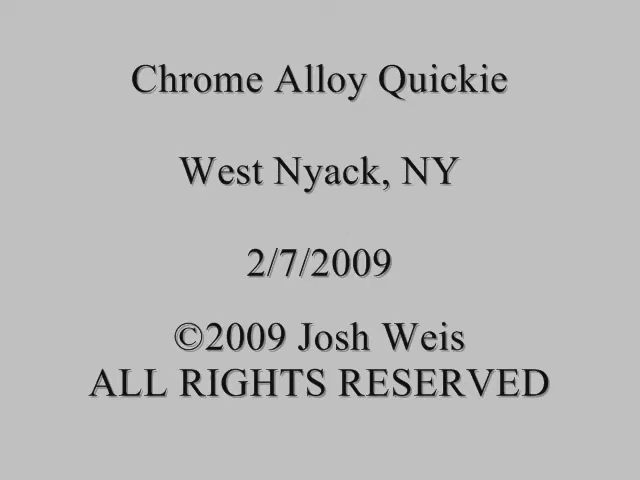 Chrome Alloy Quickie
West Nyack, NY
2/7/2009
©2009 Josh Weis
ALL RIGHTS RESERVED